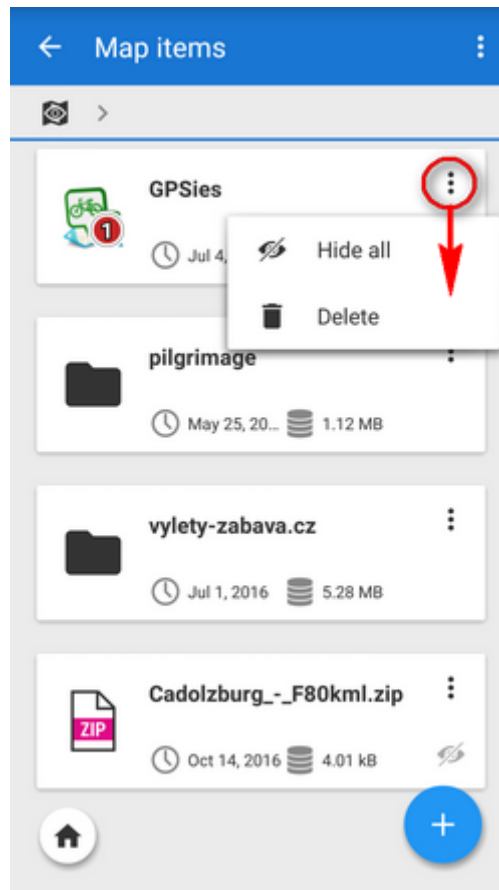 Map items
GPSies
1
Jul 4,
Hide all
Delete
pilgrimage
May 25, 20... 1.12 MB
vylety-zabava.cz
Jul 1, 2016 5.28 MB
ZIP
Cadolzburg_-_F80kml.zip
Oct 14, 2016 4.01 kB